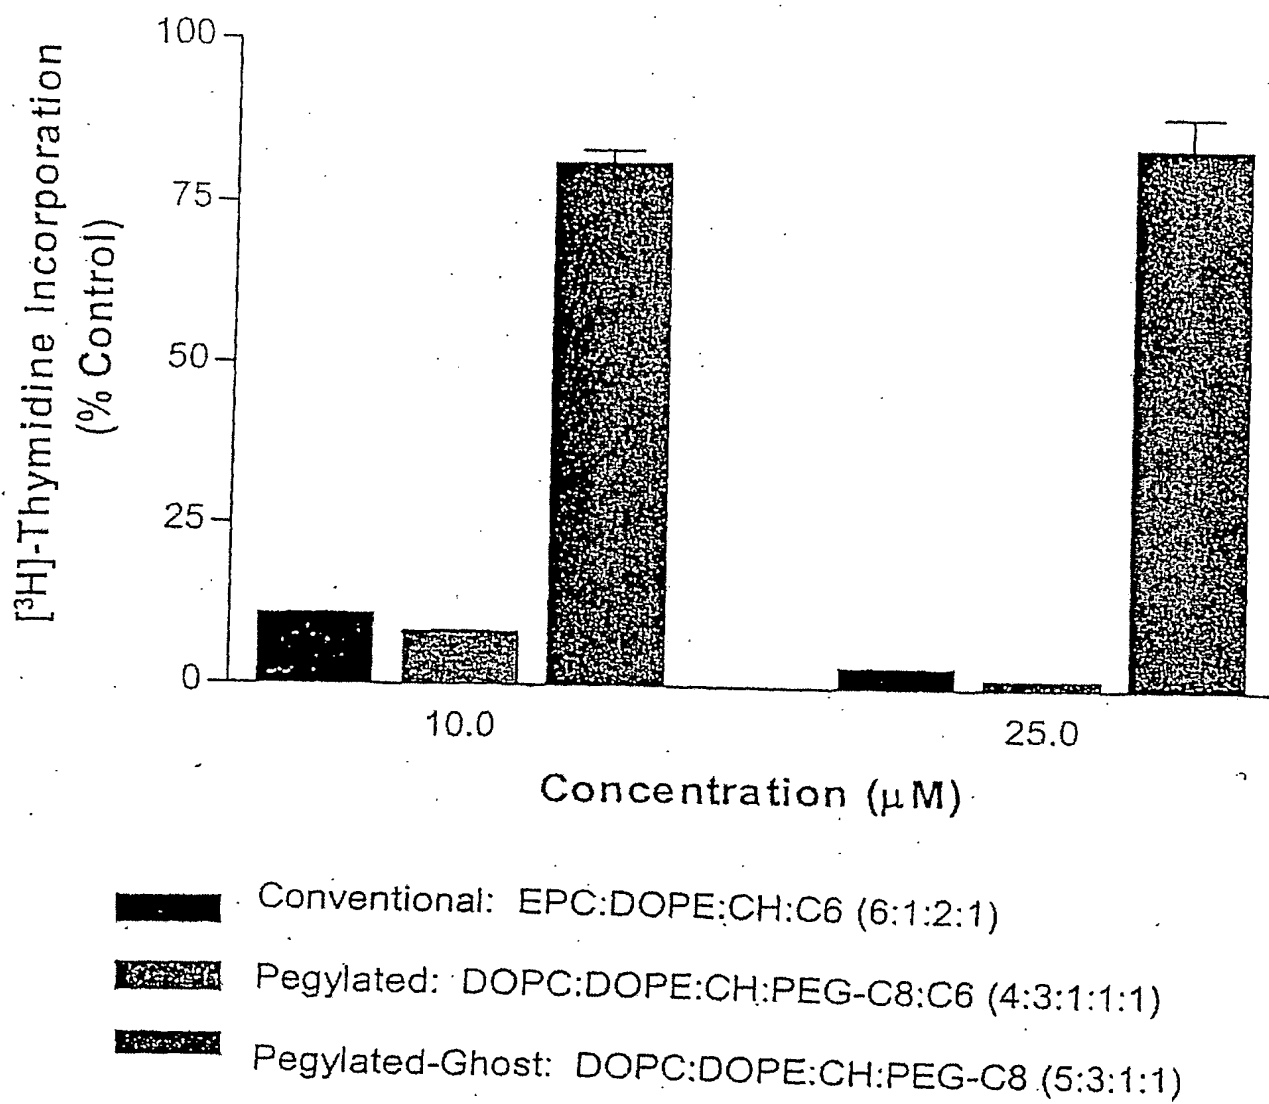 100
75
50
25
0
[³H]-Thymidine Incorporation
(% Control)
10.0
25.0
Concentration (μM)
Conventional: EPC:DOPE:CH:C6 (6:1:2:1)
Pegylated: DOPC:DOPE:CH:PEG-C8:C6 (4:3:1:1:1)
Pegylated-Ghost: DOPC:DOPE:CH:PEG-C8 (5:3:1:1)